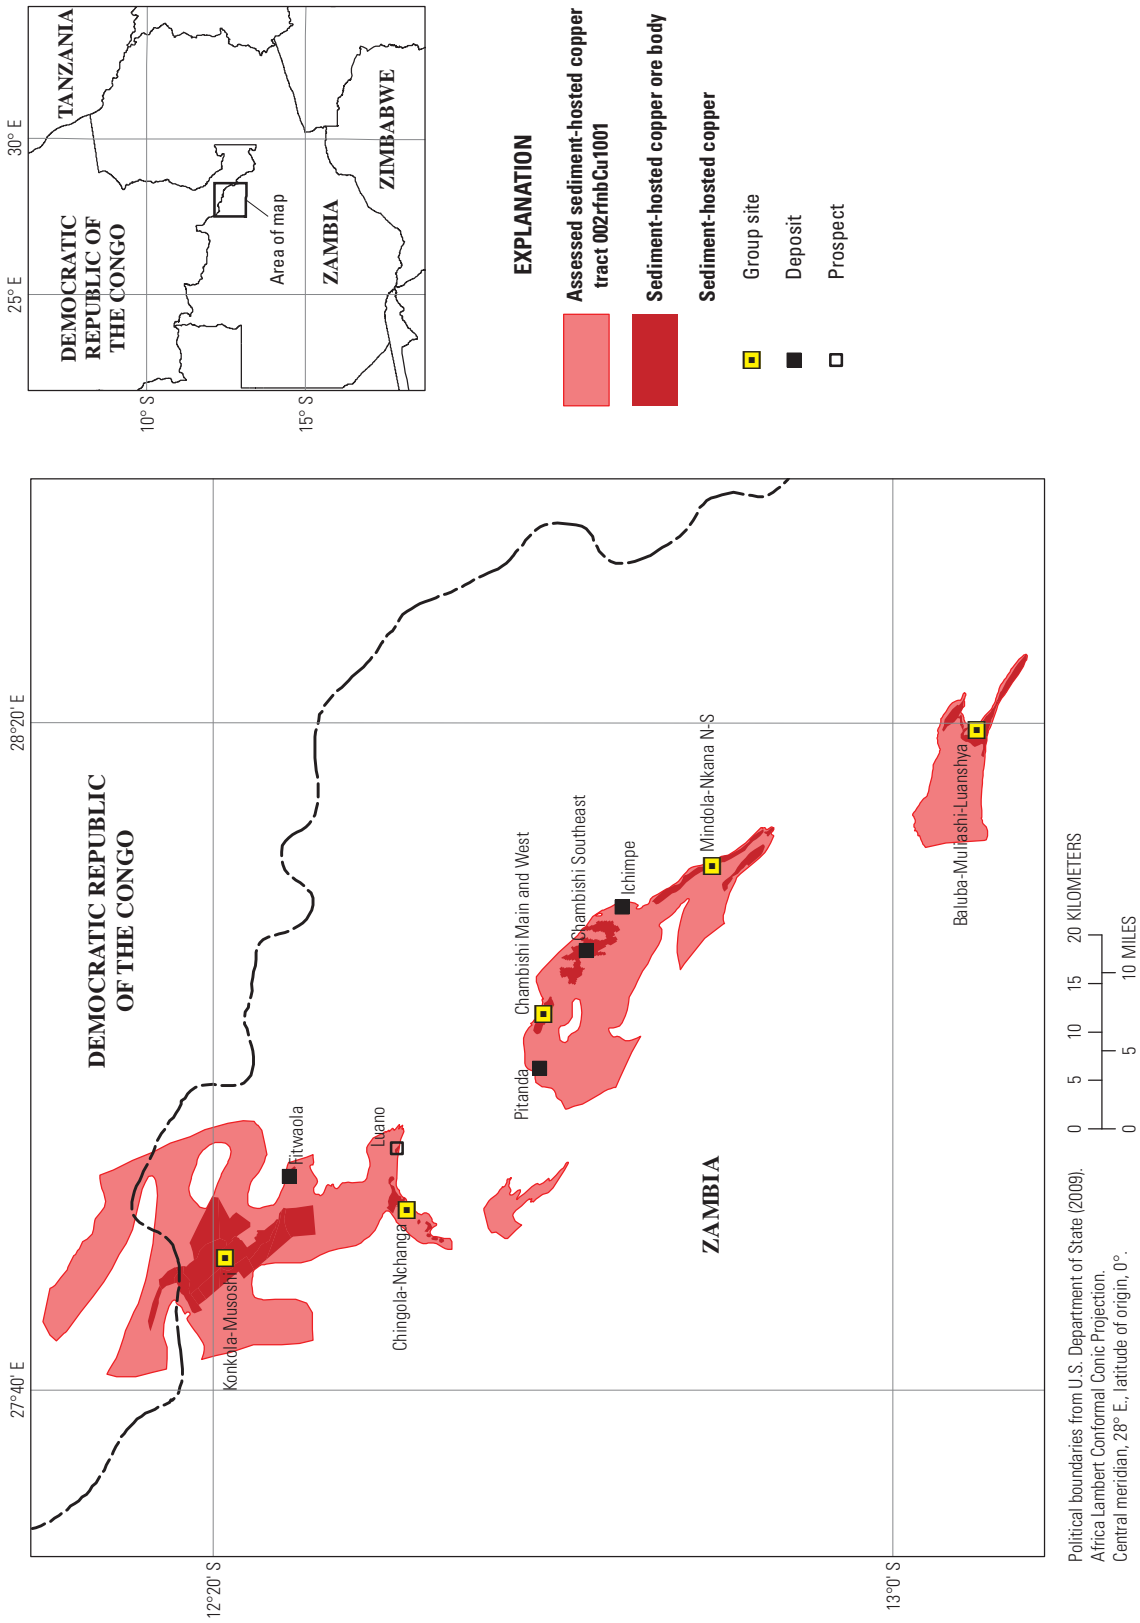 27°40' E
28°20' E
12°20' S
13°0' S
DEMOCRATIC REPUBLIC
OF THE CONGO
ZAMBIA
Konkola-Musoshi
Fitwaola
Luano
Chingola-Nchanga
Pitanda
Chambishi Main and West
Chambishi Southeast
Ichimpe
Mindola-Nkana N-S
Baluba-Muliashi-Luanshya
Political boundaries from U.S. Department of State (2009).
Africa Lambert Conformal Conic Projection.
Central meridian, 28° E., latitude of origin, 0°.
0 5 10 15 20 KILOMETERS
0 5 10 MILES
25° E
30° E
10° S
15° S
DEMOCRATIC
REPUBLIC OF
THE CONGO
TANZANIA
Area of map
ZAMBIA
ZIMBABWE
EXPLANATION
Assessed sediment-hosted copper
tract 002rfnbCu1001
Sediment-hosted copper ore body
Sediment-hosted copper
Group site
Deposit
Prospect